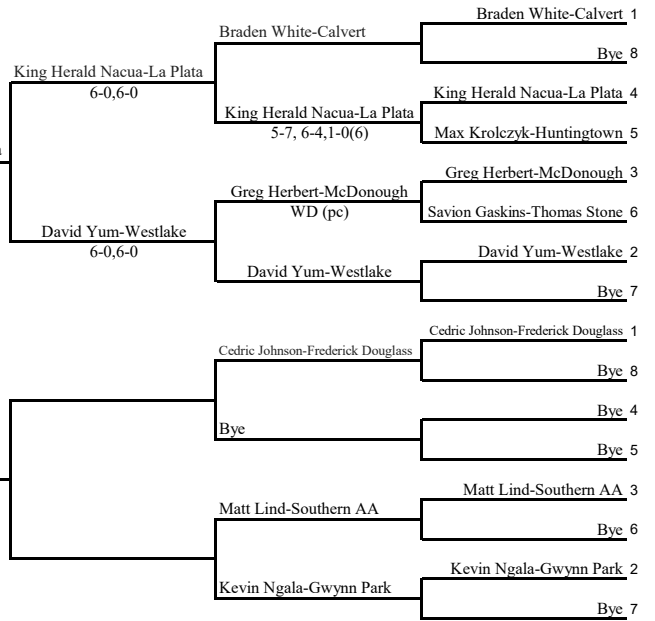 Braden White-Calvert 1
Braden White-Calvert
Bye 8
King Herald Nacua-La Plata
6-0,6-0
King Herald Nacua-La Plata 4
King Herald Nacua-La Plata
5-7, 6-4,1-0(6)
Max Krolczyk-Huntingtown 5
Greg Herbert-McDonough 3
Greg Herbert-McDonough
WD (pc)
Savion Gaskins-Thomas Stone 6
David Yum-Westlake
6-0,6-0
David Yum-Westlake 2
David Yum-Westlake
Bye 7
Cedric Johnson-Frederick Douglass 1
Cedric Johnson-Frederick Douglass
Bye 8
Bye 4
Bye
Bye 5
Matt Lind-Southern AA 3
Matt Lind-Southern AA
Bye 6
Kevin Ngala-Gwynn Park 2
Kevin Ngala-Gwynn Park
Bye 7